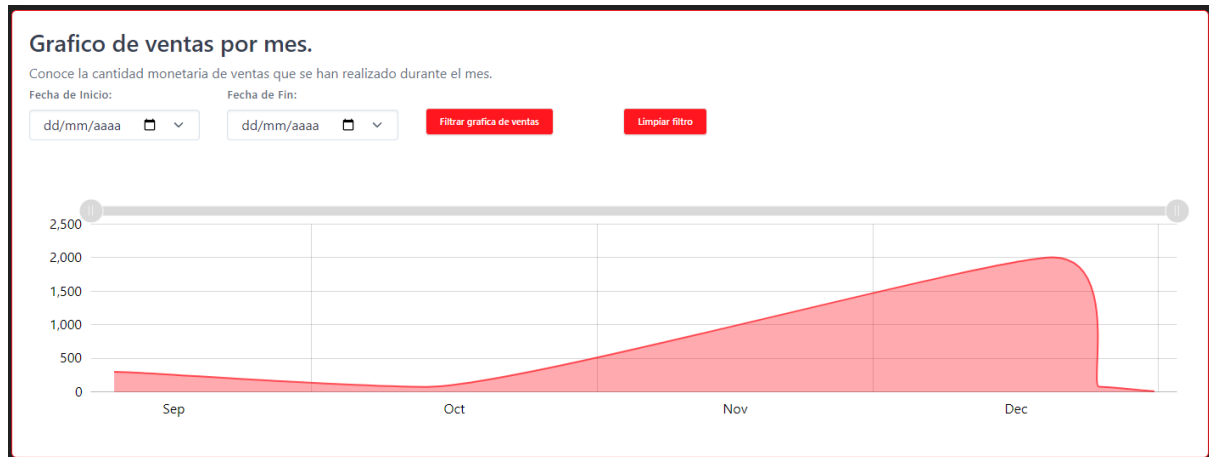 Grafico de ventas por mes.
Conoce la cantidad monetaria de ventas que se han realizado durante el mes.
Fecha de Inicio: Fecha de Fin:
dd/mm/aaaa dd/mm/aaaa Filtrar grafica de ventas Limpiar filtro
2,500
2,000
1,500
1,000
500
0
Sep Oct Nov Dec